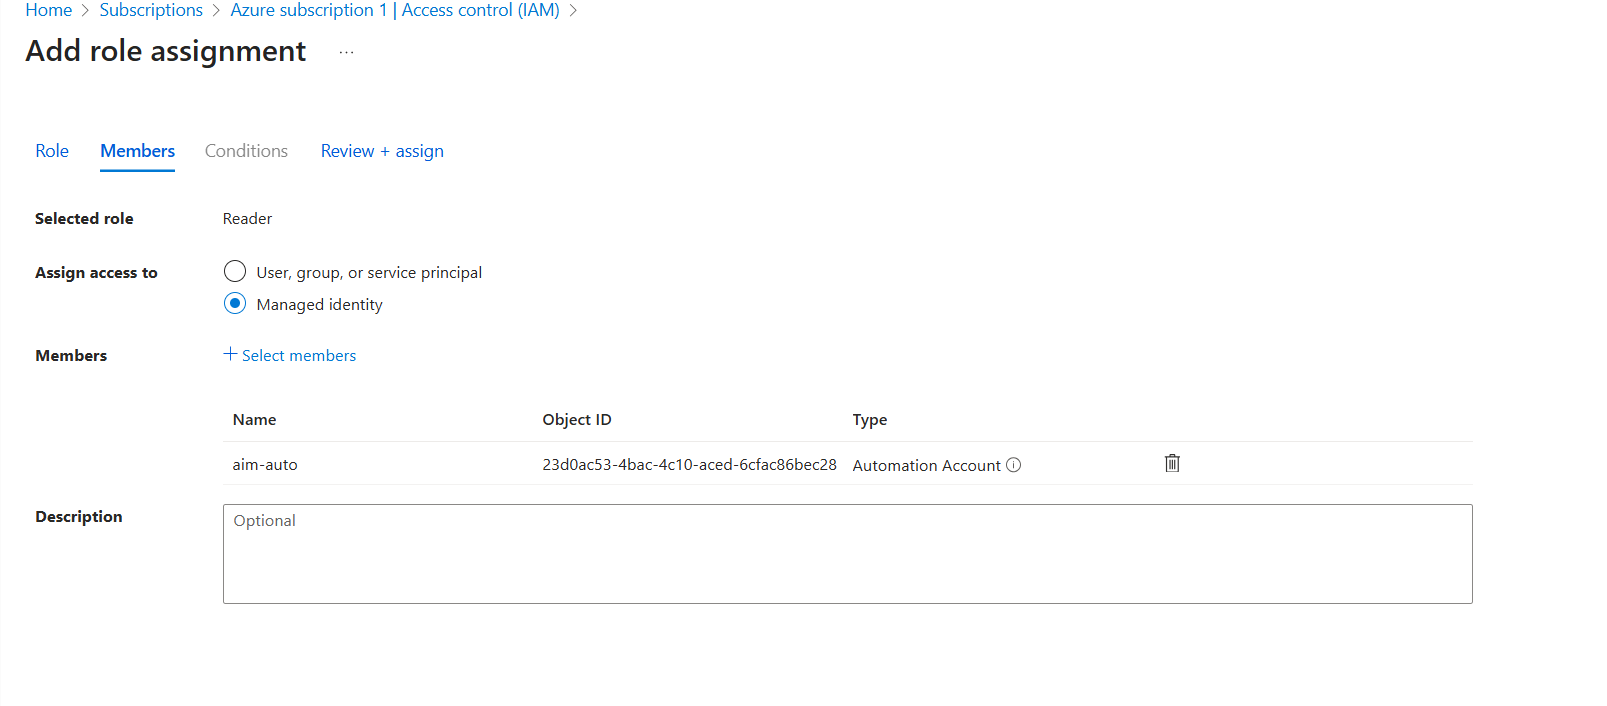 Home > Subscriptions > Azure subscription 1 | Access control (IAM) >
Add role assignment ...
Role Members Conditions Review + assign
Selected role Reader
Assign access to User, group, or service principal
Managed identity
Members + Select members
Name Object ID Type
aim-auto 23d0ac53-4bac-4c10-aced-6cfac86bec28 Automation Account
Description Optional